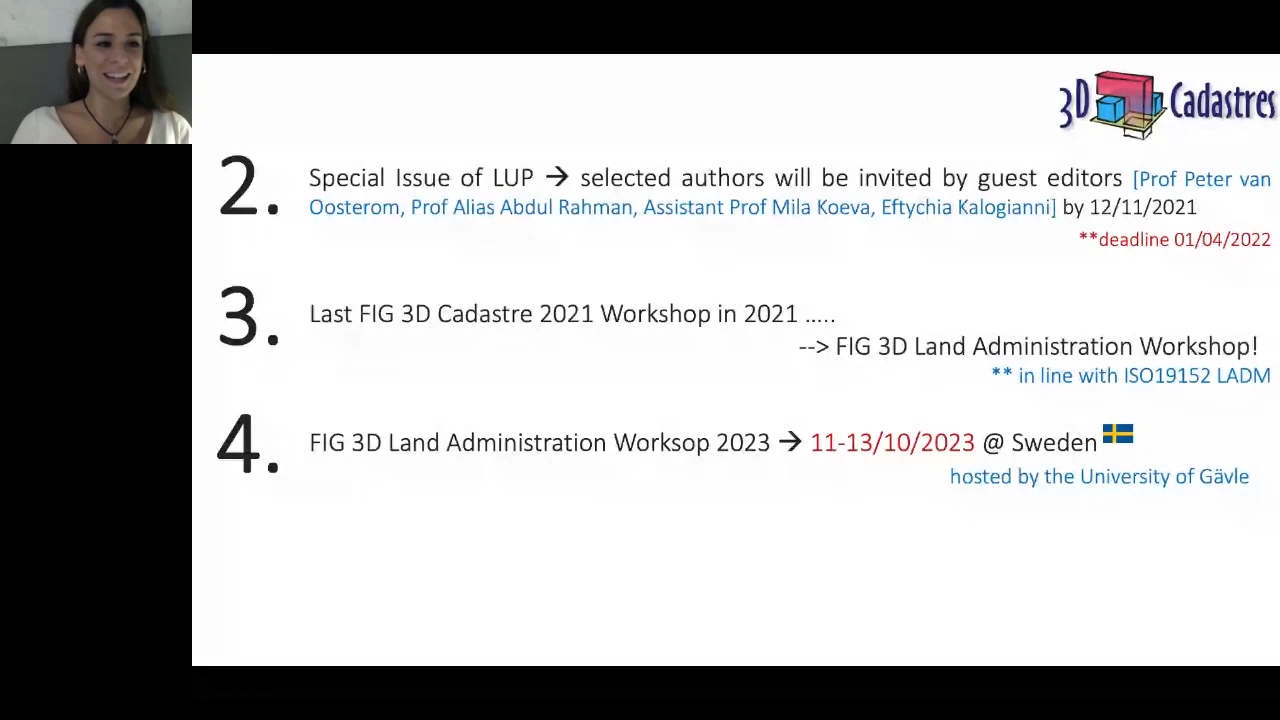 3D Cadastres
2. Special Issue of LUP → selected authors will be invited by guest editors [Prof Peter van
Oosterom, Prof Alias Abdul Rahman, Assistant Prof Mila Koeva, Eftychia Kalogianni] by 12/11/2021
**deadline 01/04/2022
3. Last FIG 3D Cadastre 2021 Workshop in 2021 .....
--> FIG 3D Land Administration Workshop!
** in line with ISO19152 LADM
4. FIG 3D Land Administration Worksop 2023 → 11-13/10/2023 @ Sweden
hosted by the University of Gävle